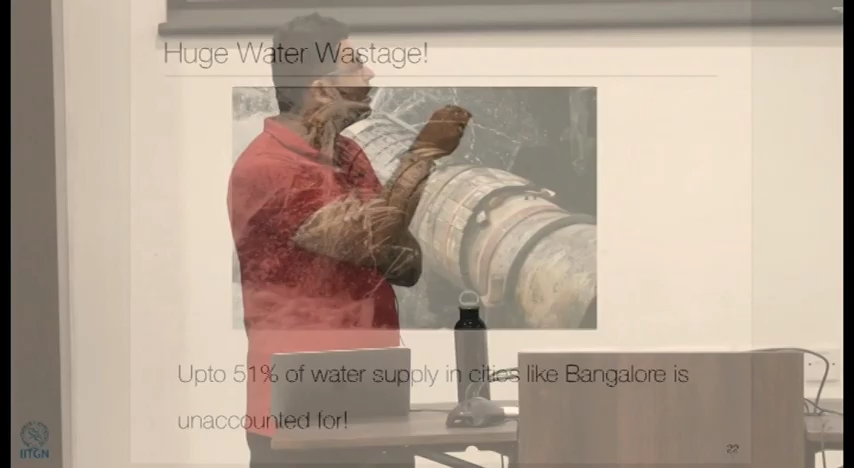 Huge Water Wastage!
Upto 51% of water supply in cities like Bangalore is
unaccounted for!
22
IITGN